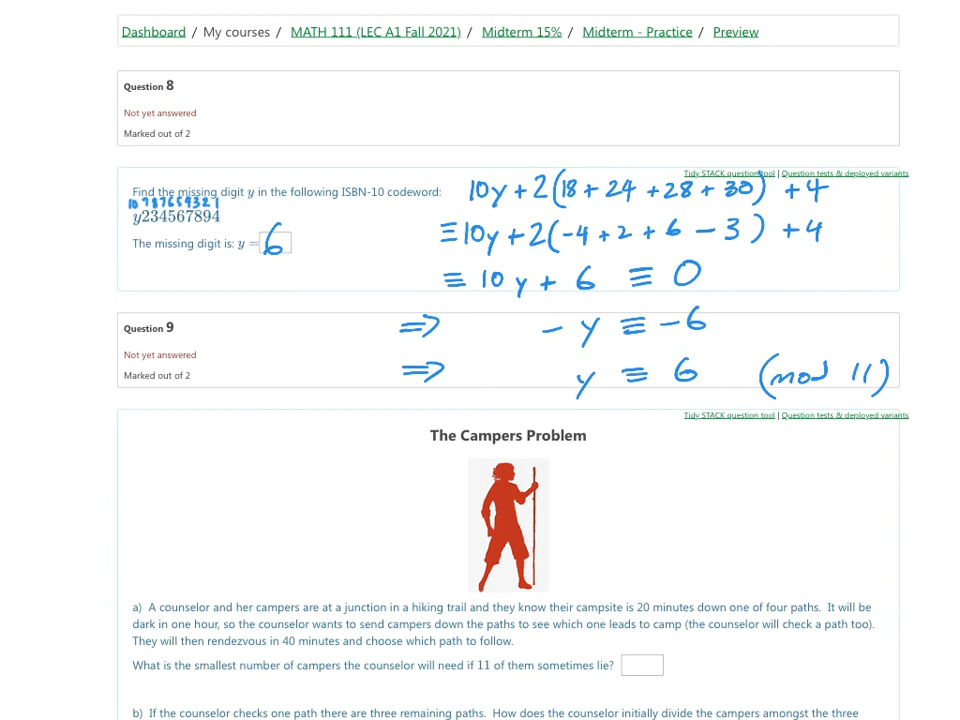 Dashboard / My courses / MATH 111 (LEC A1 Fall 2021) / Midterm 15% / Midterm - Practice / Preview
Question 8
Not yet answered
Marked out of 2
Tidy STACK question tool | Question tests & deployed variants
Find the missing digit y in the following ISBN-10 codeword:
10y + 2(18 + 24 + 28 + 30) + 4
10 9 8 7 6 5 4 3 2 1
y234567894
≡ 10y + 2(-4 + 2 + 6 - 3) + 4
The missing digit is: y = 6
≡ 10y + 6 ≡ 0
Question 9
⇒ -y ≡ -6
Not yet answered
Marked out of 2
⇒ y ≡ 6 (mod 11)
Tidy STACK question tool | Question tests & deployed variants
The Campers Problem
a) A counselor and her campers are at a junction in a hiking trail and they know their campsite is 20 minutes down one of four paths. It will be
dark in one hour, so the counselor wants to send campers down the paths to see which one leads to camp (the counselor will check a path too).
They will then rendezvous in 40 minutes and choose which path to follow.
What is the smallest number of campers the counselor will need if 11 of them sometimes lie?
b) If the counselor checks one path there are three remaining paths. How does the counselor initially divide the campers amongst the three